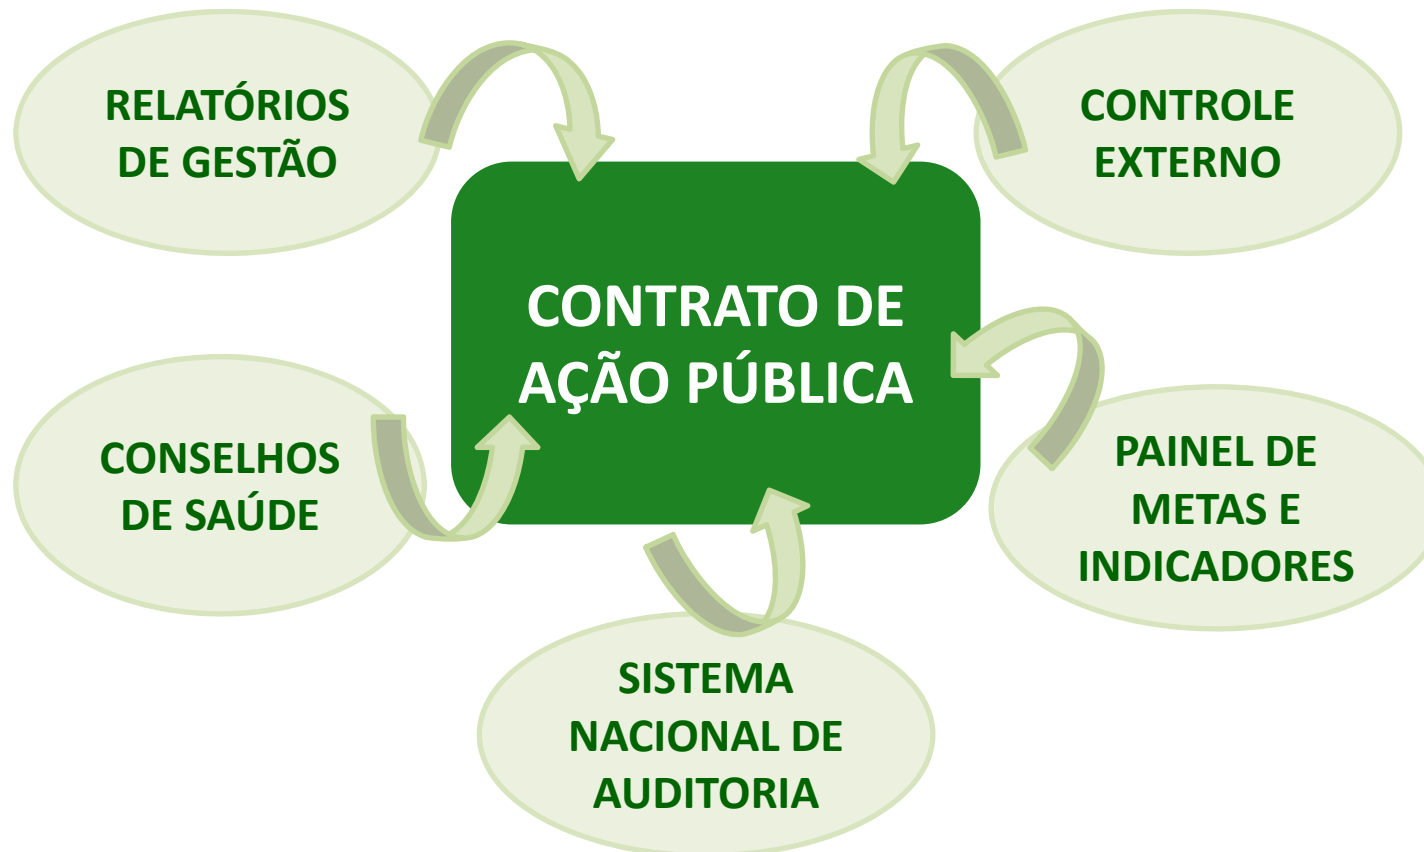 RELATÓRIOS
DE GESTÃO
CONTROLE
EXTERNO
CONTRATO DE
AÇÃO PÚBLICA
CONSELHOS
DE SAÚDE
PAINEL DE
METAS E
INDICADORES
SISTEMA
NACIONAL DE
AUDITORIA